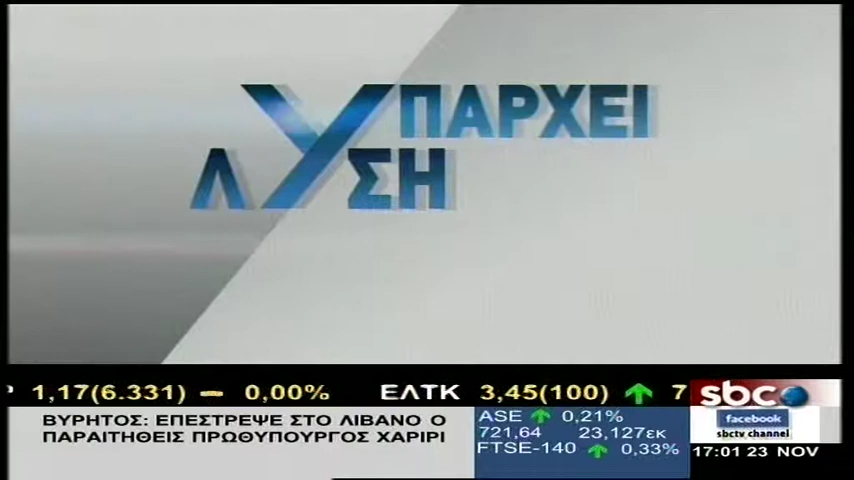 ΥΠΑΡΧΕΙ
ΛΥΣΗ
1,17(6.331) 0,00% ΕΛΤΚ 3,45(100) 7
sbc
ΒΥΡΗΤΟΣ: ΕΠΕΣΤΡΕΨΕ ΣΤΟ ΛΙΒΑΝΟ Ο
ΠΑΡΑΙΤΗΘΕΙΣ ΠΡΩΘΥΠΟΥΡΓΟΣ ΧΑΡΙΡΙ
ASE 0,21%
721,64 23,127εκ
FTSE-140 0,33%
facebook
sbctv channel
17:01 23 NOV